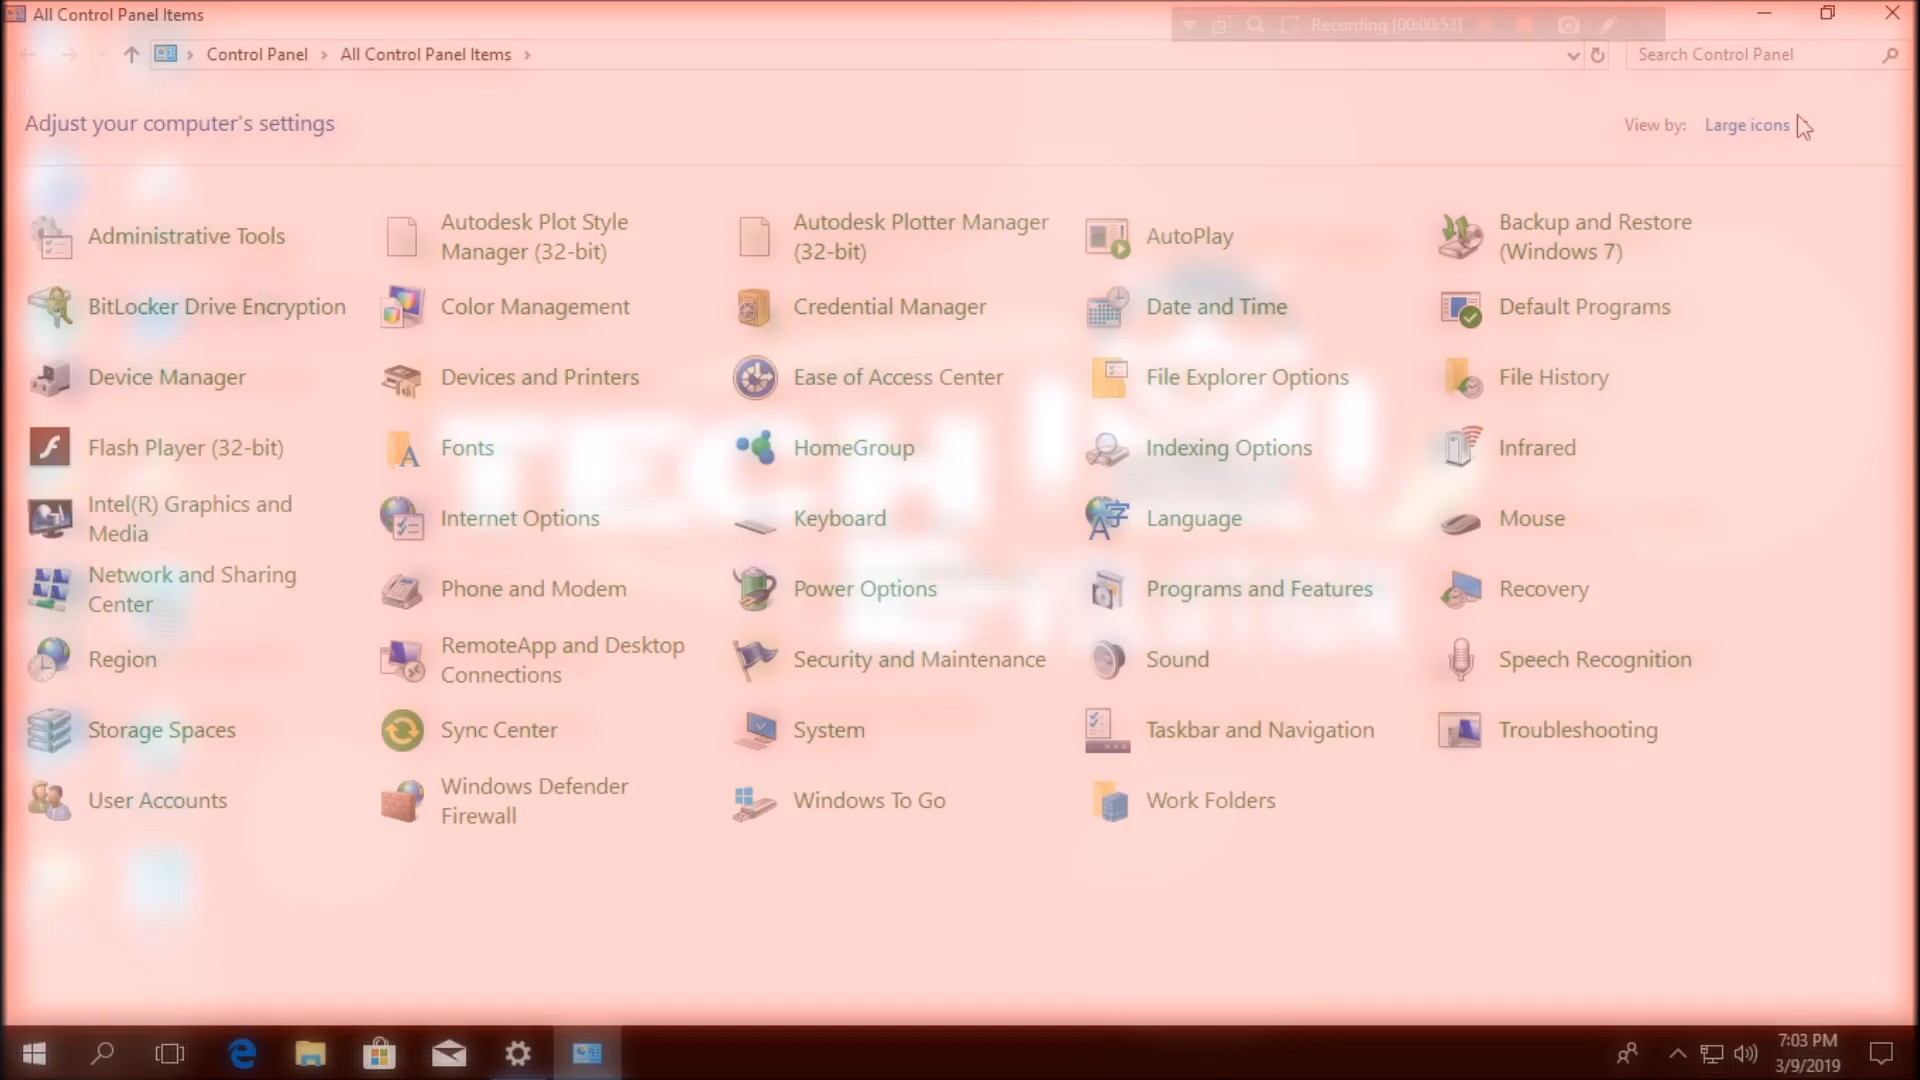 All Control Panel Items
Recording [00:00:53]
Control Panel > All Control Panel Items >
Search Control Panel
Adjust your computer's settings
View by: Large icons
Administrative Tools
Autodesk Plot Style
Manager (32-bit)
Autodesk Plotter Manager
(32-bit)
AutoPlay
Backup and Restore
(Windows 7)
BitLocker Drive Encryption
Color Management
Credential Manager
Date and Time
Default Programs
Device Manager
Devices and Printers
Ease of Access Center
File Explorer Options
File History
Flash Player (32-bit)
Fonts
HomeGroup
Indexing Options
Infrared
Intel(R) Graphics and
Media
Internet Options
Keyboard
Language
Mouse
Network and Sharing
Center
Phone and Modem
Power Options
Programs and Features
Recovery
Region
RemoteApp and Desktop
Connections
Security and Maintenance
Sound
Speech Recognition
Storage Spaces
Sync Center
System
Taskbar and Navigation
Troubleshooting
User Accounts
Windows Defender
Firewall
Windows To Go
Work Folders
TECH
7:03 PM
3/9/2019